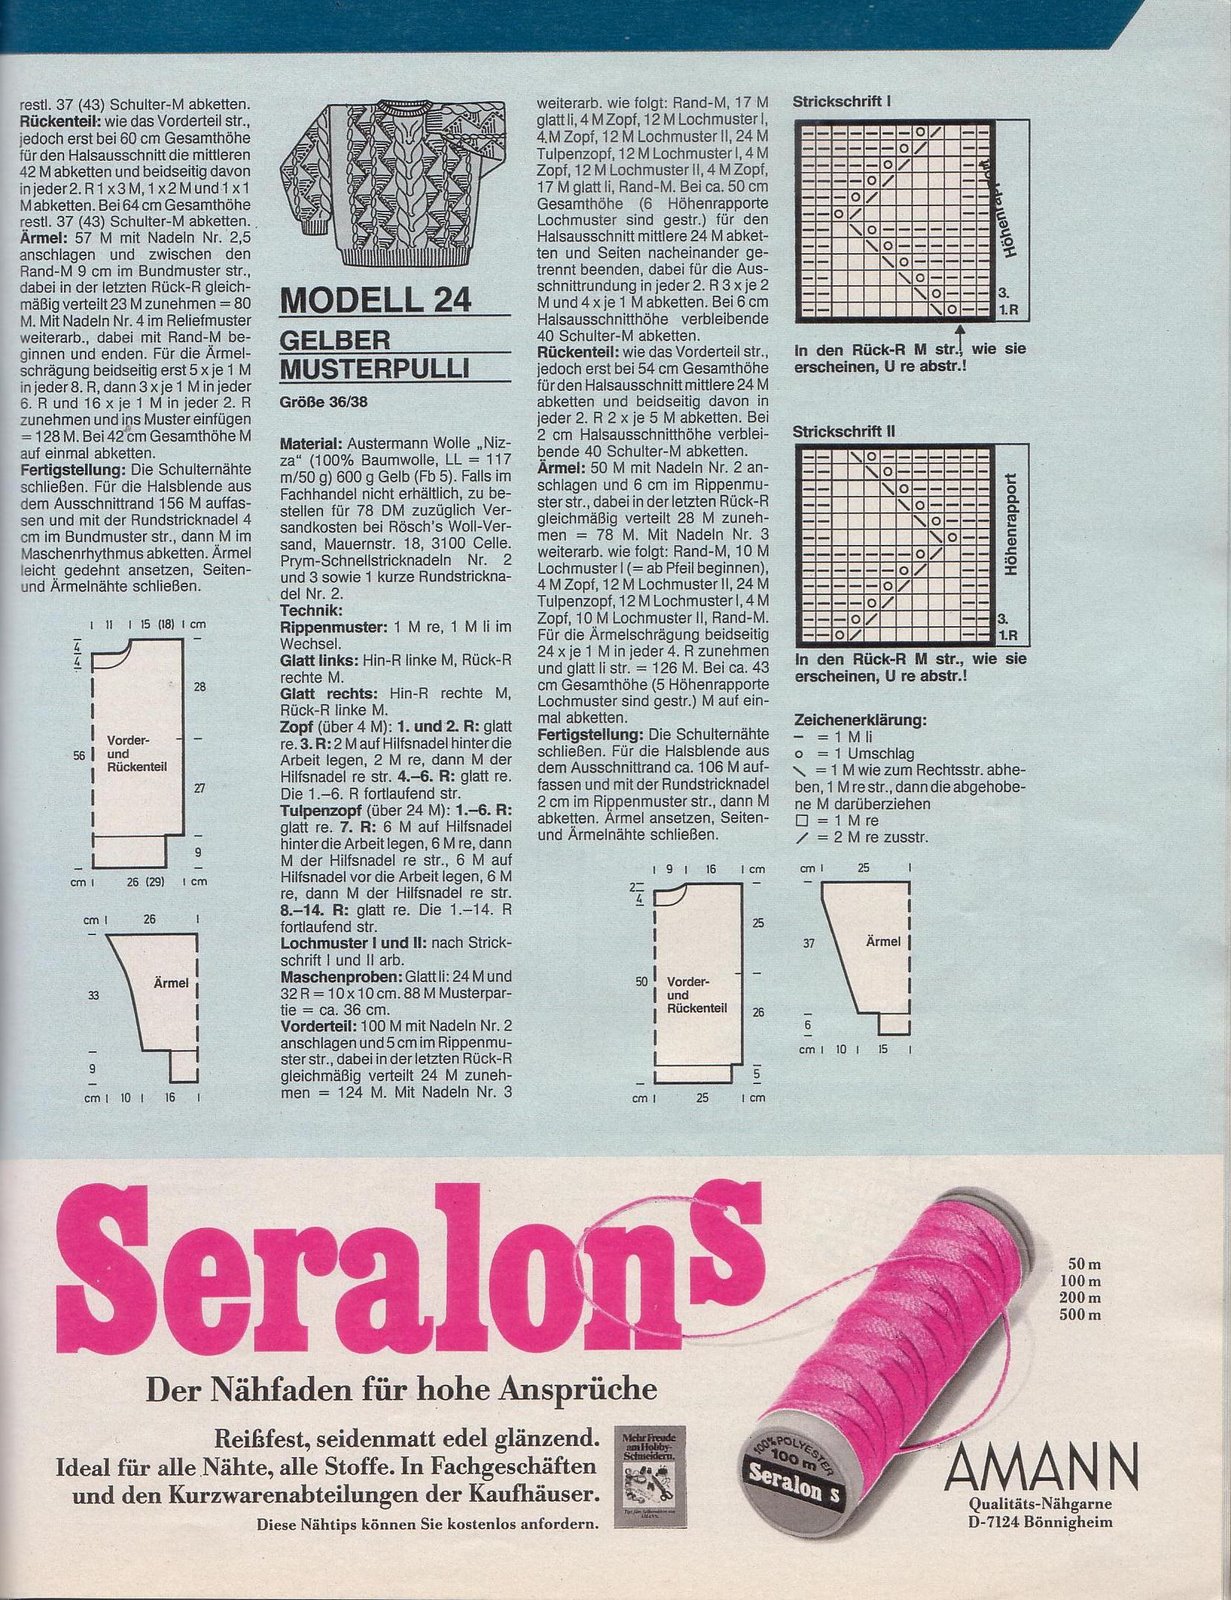 restl. 37 (43) Schulter-M abketten.
Rückenteil: wie das Vorderteil str.,
jedoch erst bei 60 cm Gesamthöhe
für den Halsausschnitt die mittleren
42 M abketten und beidseitig davon
in jeder 2. R 1 x 3 M, 1 x 2 M und 1 x 1
M abketten. Bei 64 cm Gesamthöhe
restl. 37 (43) Schulter-M abketten.
Ärmel: 57 M mit Nadeln Nr. 2,5
anschlagen und zwischen den
Rand-M 9 cm im Bundmuster str.,
dabei in der letzten Rück-R gleich-
mäßig verteilt 23 M zunehmen = 80
M. Mit Nadeln Nr. 4 im Reliefmuster
weiterarb., dabei mit Rand-M be-
ginnen und enden. Für die Ärmel-
schrägung beidseitig erst 5 x je 1 M
in jeder 8. R, dann 3 x je 1 M in jeder
6. R und 16 x je 1 M in jeder 2. R
zunehmen und ins Muster einfügen
= 128 M. Bei 42 cm Gesamthöhe M
auf einmal abketten.
Fertigstellung: Die Schulternähte
schließen. Für die Halsblende aus
dem Ausschnittrand 156 M auffas-
sen und mit der Rundstricknadel 4
cm im Bundmuster str., dann M im
Maschenrhythmus abketten. Ärmel
leicht gedehnt ansetzen, Seiten-
und Ärmelnähte schließen.
11 15 (18) cm
4
4
28
56
Vorder-
und
Rückenteil
27
9
cm 26 (29) cm
cm 26
Ärmel
33
9
cm 10 16
MODELL 24
GELBER
MUSTERPULLI
Größe 36/38
Material: Austermann Wolle „Niz-
za“ (100% Baumwolle, LL = 117
m/50 g) 600 g Gelb (Fb 5). Falls im
Fachhandel nicht erhältlich, zu be-
stellen für 78 DM zuzüglich Ver-
sandkosten bei Rösch's Woll-Ver-
sand, Mauernstr. 18, 3100 Celle.
Prym-Schnellstricknadeln Nr. 2
und 3 sowie 1 kurze Rundstrickna-
del Nr. 2.
Technik:
Rippenmuster: 1 M re, 1 M li im
Wechsel.
Glatt links: Hin-R linke M, Rück-R
rechte M.
Glatt rechts: Hin-R rechte M,
Rück-R linke M.
Zopf (über 4 M): 1. und 2. R: glatt
re. 3. R: 2 M auf Hilfsnadel hinter die
Arbeit legen, 2 M re, dann M der
Hilfsnadel re str. 4.–6. R: glatt re.
Die 1.–6. R fortlaufend str.
Tulpenzopf (über 24 M): 1.–6. R:
glatt re. 7. R: 6 M auf Hilfsnadel
hinter die Arbeit legen, 6 M re, dann
M der Hilfsnadel re str., 6 M auf
Hilfsnadel vor die Arbeit legen, 6 M
re, dann M der Hilfsnadel re str.
8.–14. R: glatt re. Die 1.–14. R
fortlaufend str.
Lochmuster I und II: nach Strick-
schrift I und II arb.
Maschenproben: Glatt li: 24 M und
32 R = 10 x 10 cm. 88 M Musterpar-
tie = ca. 36 cm.
Vorderteil: 100 M mit Nadeln Nr. 2
anschlagen und 5 cm im Rippenmu-
ster str., dabei in der letzten Rück-R
gleichmäßig verteilt 24 M zuneh-
men = 124 M. Mit Nadeln Nr. 3
weiterarb. wie folgt: Rand-M, 17 M
glatt li, 4 M Zopf, 12 M Lochmuster I,
4 M Zopf, 12 M Lochmuster II, 24 M
Tulpenzopf, 12 M Lochmuster I, 4 M
Zopf, 12 M Lochmuster II, 4 M Zopf,
17 M glatt li, Rand-M. Bei ca. 50 cm
Gesamthöhe (6 Höhenrapporte
Lochmuster sind gestr.) für den
Halsausschnitt mittlere 24 M abket-
ten und Seiten nacheinander ge-
trennt beenden, dabei für die Aus-
schnittrundung in jeder 2. R 3 x je 2
M und 4 x je 1 M abketten. Bei 6 cm
Halsausschnitthöhe verbleibende
40 Schulter-M abketten.
Rückenteil: wie das Vorderteil str.,
jedoch erst bei 54 cm Gesamthöhe
für den Halsausschnitt mittlere 24 M
abketten und beidseitig davon in
jeder 2. R 2 x je 5 M abketten. Bei
2 cm Halsausschnitthöhe verblei-
bende 40 Schulter-M abketten.
Ärmel: 50 M mit Nadeln Nr. 2 an-
schlagen und 6 cm im Rippenmu-
ster str., dabei in der letzten Rück-R
gleichmäßig verteilt 28 M zuneh-
men = 78 M. Mit Nadeln Nr. 3
weiterarb. wie folgt: Rand-M, 10 M
Lochmuster I (= ab Pfeil beginnen),
4 M Zopf, 12 M Lochmuster II, 24 M
Tulpenzopf, 12 M Lochmuster I, 4 M
Zopf, 10 M Lochmuster II, Rand-M.
Für die Ärmelschrägung beidseitig
24 x je 1 M in jeder 4. R zunehmen
und glatt li str. = 126 M. Bei ca. 43
cm Gesamthöhe (5 Höhenrapporte
Lochmuster sind gestr.) M auf ein-
mal abketten.
Fertigstellung: Die Schulternähte
schließen. Für die Halsblende aus
dem Ausschnittrand ca. 106 M auf-
fassen und mit der Rundstricknadel
2 cm im Rippenmuster str., dann M
abketten. Ärmel ansetzen, Seiten-
und Ärmelnähte schließen.
9 16 cm
2
4
25
50
Vorder-
und
Rückenteil
26
5
cm 25 cm
Strickschrift I
Höhenrapport
3.
1.R
In den Rück-R M str., wie sie
erscheinen, U re abstr.!
Strickschrift II
Höhenrapport
3.
1.R
In den Rück-R M str., wie sie
erscheinen, U re abstr.!
Zeichenerklärung:
– = 1 M li
o = 1 Umschlag
\ = 1 M wie zum Rechtsstr. abhe-
ben, 1 M re str., dann die abgehobe-
ne M darüberziehen
□ = 1 M re
/ = 2 M re zusstr.
cm 25
37
Ärmel
6
cm 10 15
Seralon S
Der Nähfaden für hohe Ansprüche
Reißfest, seidenmatt edel glänzend.
Ideal für alle Nähte, alle Stoffe. In Fachgeschäften
und den Kurzwarenabteilungen der Kaufhäuser.
Diese Nähtips können Sie kostenlos anfordern.
Mehr Freude
am Hobby-
Schneidern.
100% POLYESTER
100 m
Seralon S
50 m
100 m
200 m
500 m
AMANN
Qualitäts-Nähgarne
D-7124 Bönnigheim